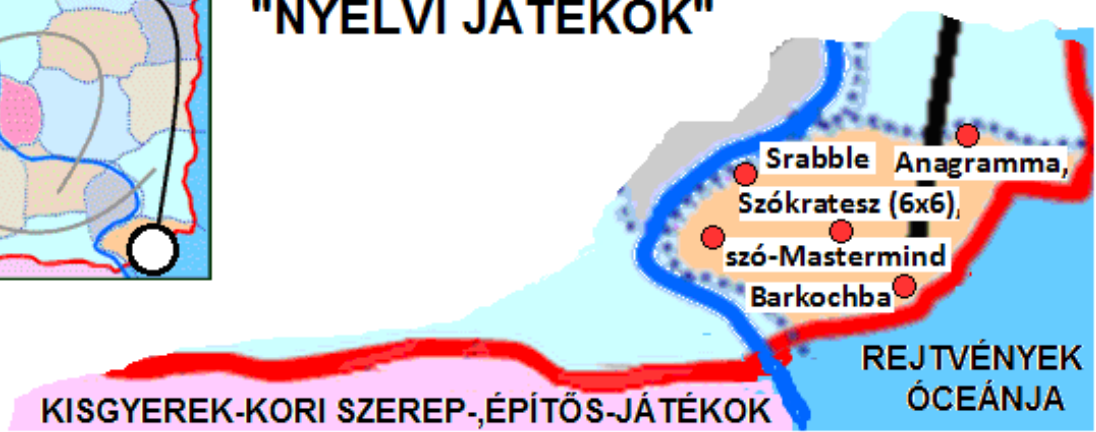 "NYELVI JÁTÉKOK"
Srabble
Anagramma,
Szókratesz (6x6),
szó-Mastermind
Barkochba
REJTVÉNYEK
ÓCEÁNJA
KISGYEREK-KORI SZEREP-,ÉPÍTŐS-JÁTÉKOK